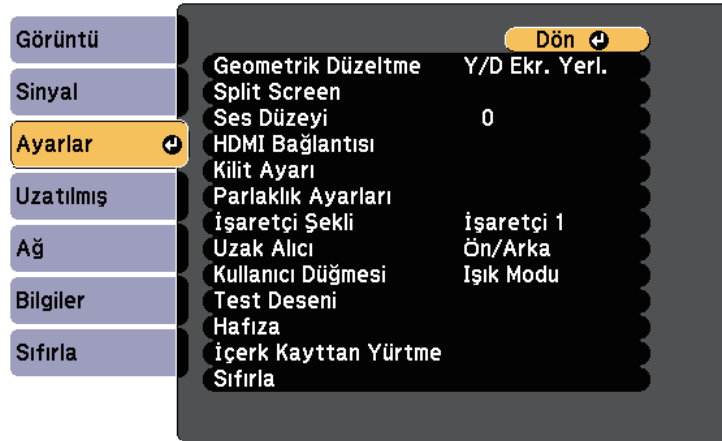 Görüntü
Sinyal
Ayarlar
Uzatılmış
Ağ
Bilgiler
Sıfırla
Dön
Geometrik Düzeltme Y/D Ekr. Yerl.
Split Screen
Ses Düzeyi 0
HDMI Bağlantısı
Kilit Ayarı
Parlaklık Ayarları
İşaretçi Şekli İşaretçi 1
Uzak Alıcı Ön/Arka
Kullanıcı Düğmesi Işık Modu
Test Deseni
Hafıza
İçerk Kayttan Yürtme
Sıfırla